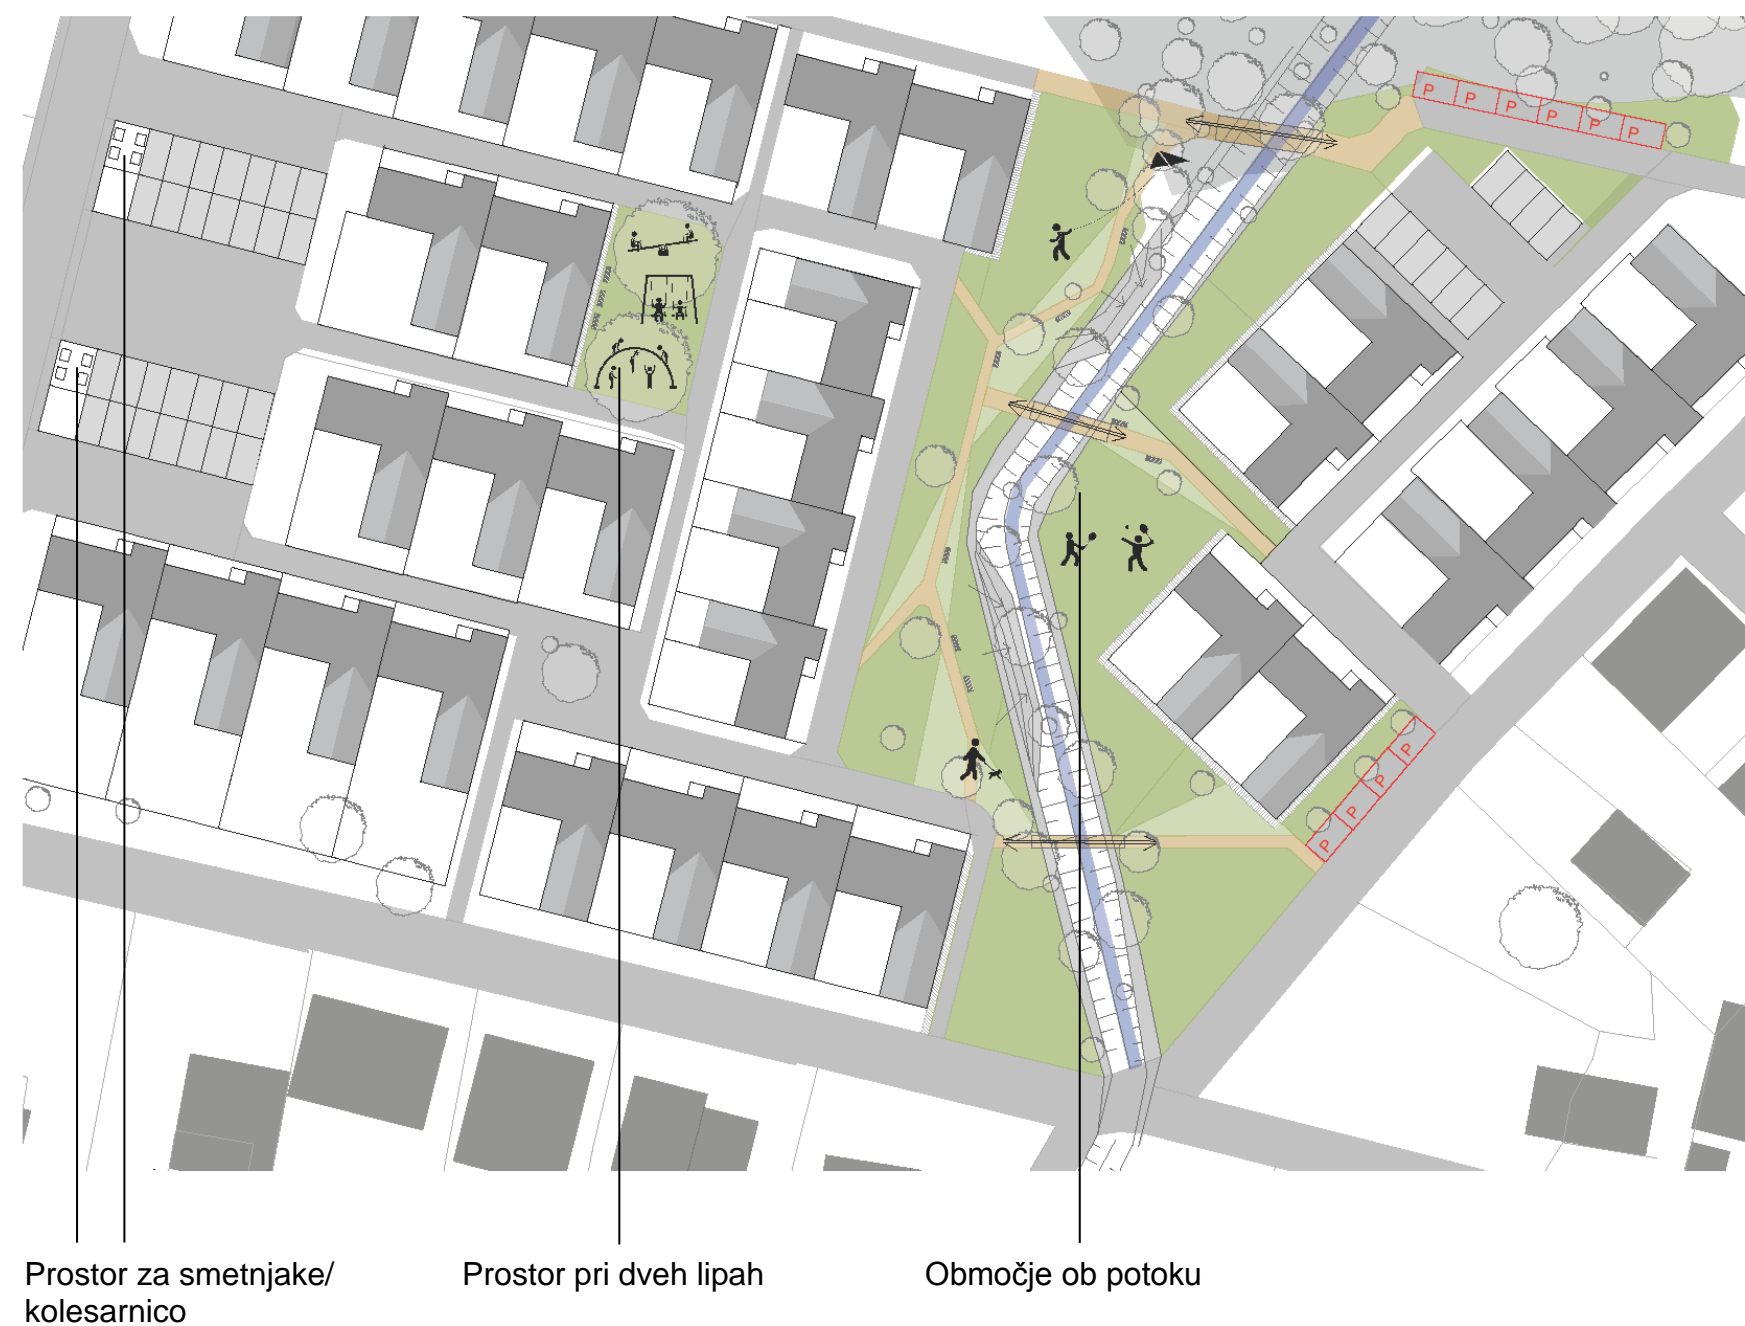 P P P P P P
P
P
P
P
Prostor za smetnjake/
kolesarnico
Prostor pri dveh lipah
Območje ob potoku